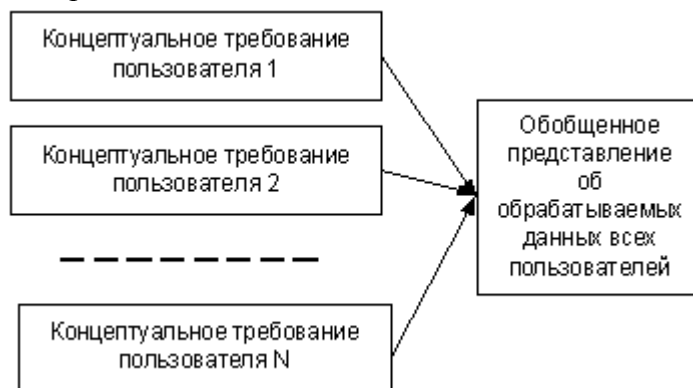 Концептуальное требование
пользователя 1
Концептуальное требование
пользователя 2
Концептуальное требование
пользователя N
Обобщенное
представление
об
обрабатываемых
данных всех
пользователей